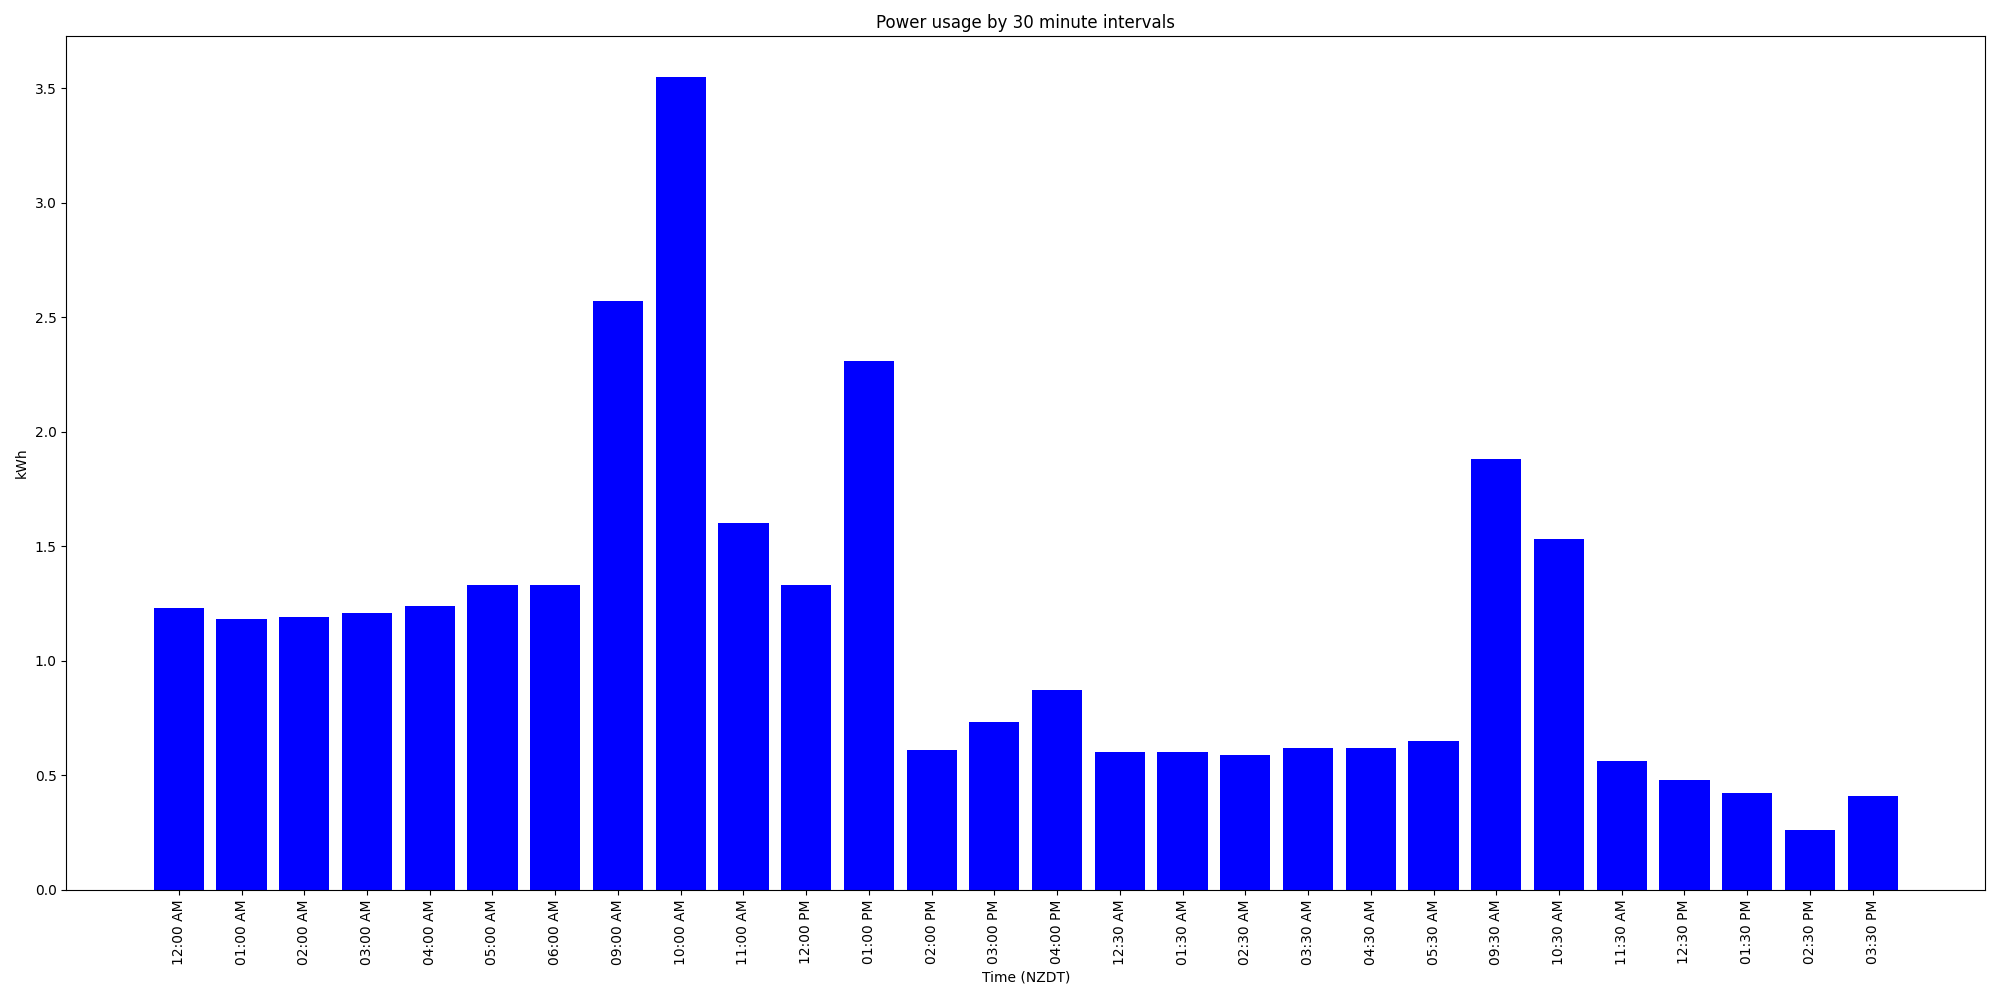 Power usage by 30 minute intervals
kWh
3.5
3.0
2.5
2.0
1.5
1.0
0.5
0.0
12:00 AM
01:00 AM
02:00 AM
03:00 AM
04:00 AM
05:00 AM
06:00 AM
09:00 AM
10:00 AM
11:00 AM
12:00 PM
01:00 PM
02:00 PM
03:00 PM
04:00 PM
12:30 AM
01:30 AM
02:30 AM
03:30 AM
04:30 AM
05:30 AM
09:30 AM
10:30 AM
11:30 AM
12:30 PM
01:30 PM
02:30 PM
03:30 PM
Time (NZDT)